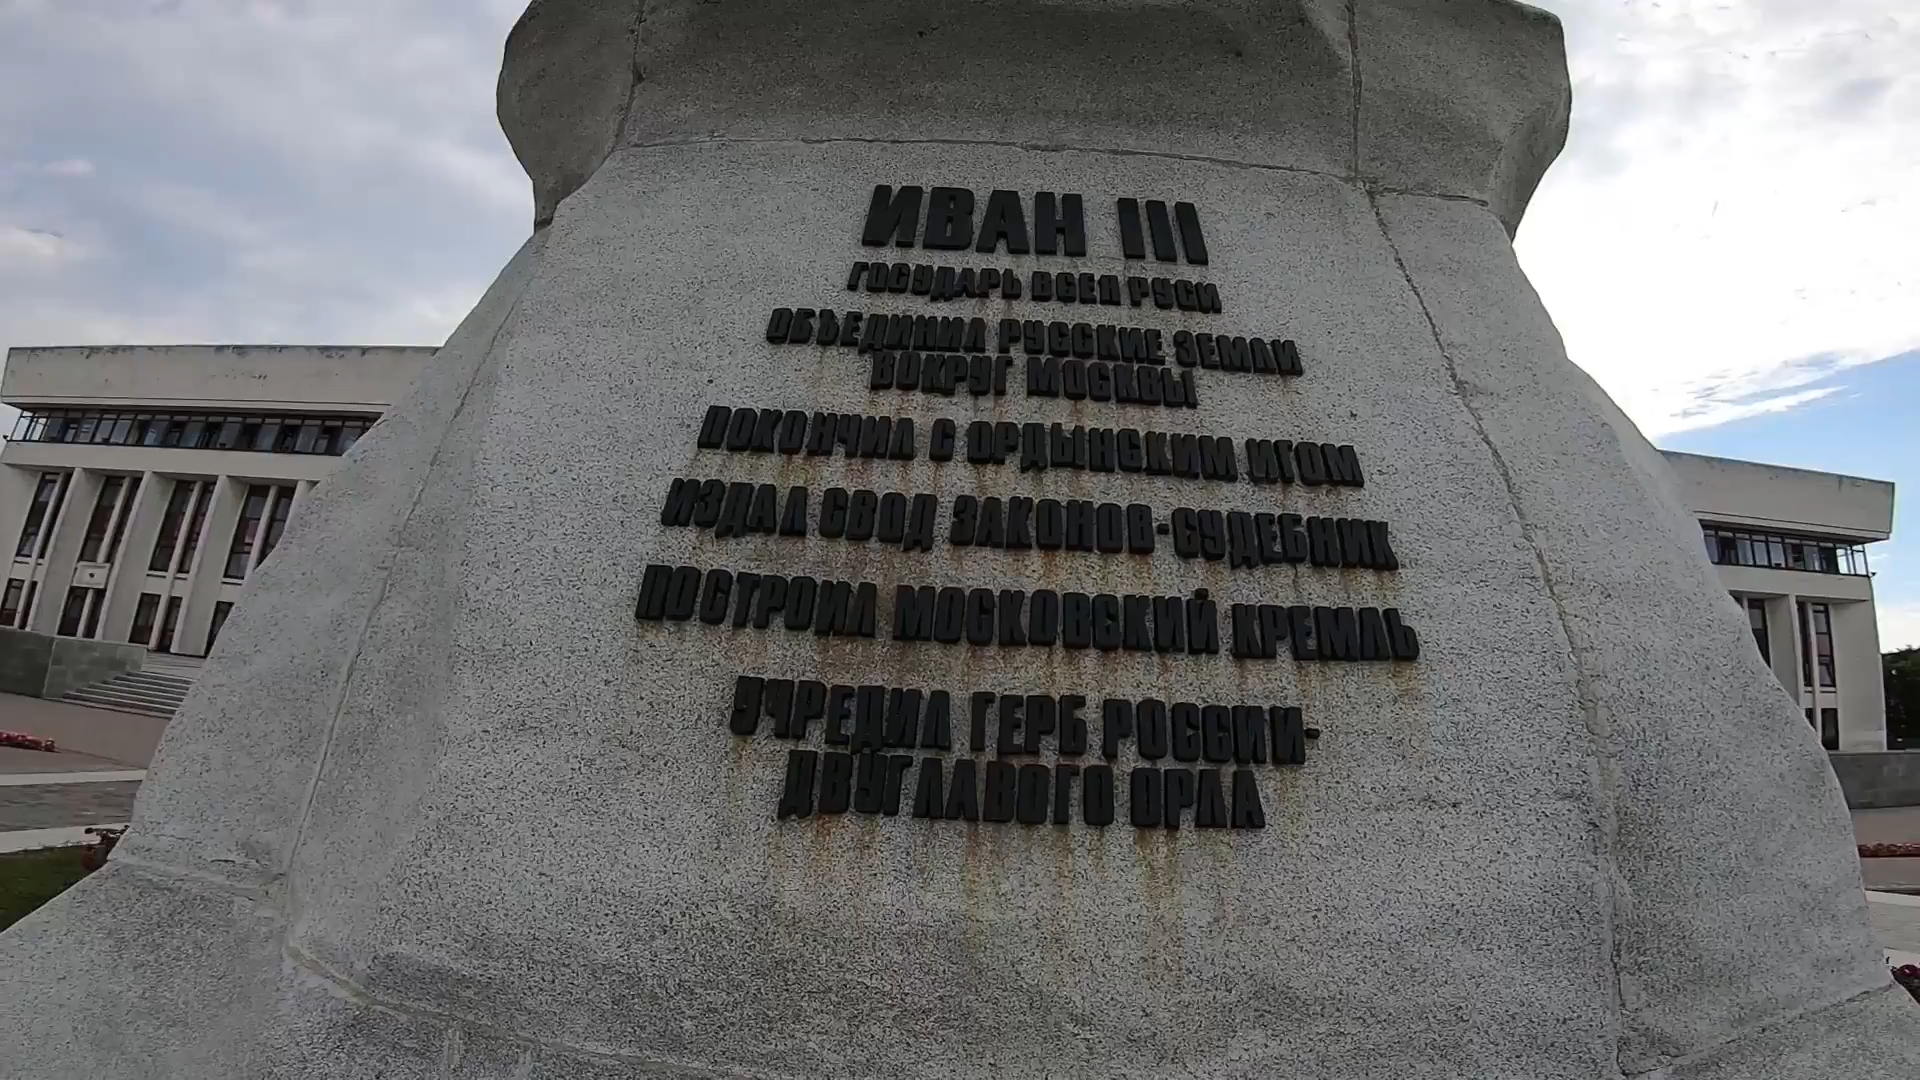 ИВАН III
ГОСУДАРЬ ВСЕЯ РУСИ
ОБЪЕДИНИЛ РУССКИЕ ЗЕМЛИ
ВОКРУГ МОСКВЫ
ПОКОНЧИЛ С ОРДЫНСКИМ ИГОМ
ИЗДАЛ СВОД ЗАКОНОВ-СУДЕБНИК
ПОСТРОИЛ МОСКОВСКИЙ КРЕМЛЬ
УЧРЕДИЛ ГЕРБ РОССИИ-
ДВУГЛАВОГО ОРЛА